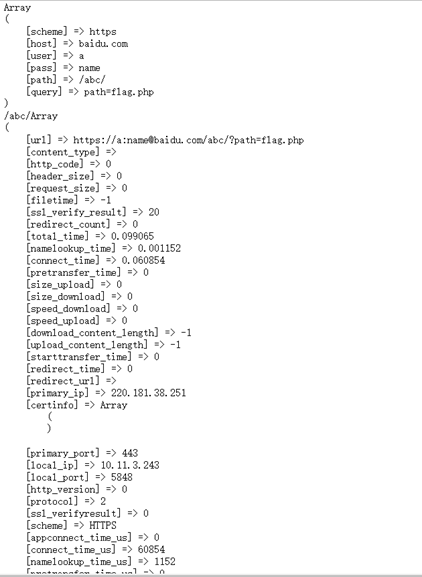 Array
(
[scheme] => https
[host] => baidu.com
[user] => a
[pass] => name
[path] => /abc/
[query] => path=flag.php
)
/abc/Array
(
[url] => https://a:name@baidu.com/abc/?path=flag.php
[content_type] =>
[http_code] => 0
[header_size] => 0
[request_size] => 0
[filetime] => -1
[ssl_verify_result] => 20
[redirect_count] => 0
[total_time] => 0.099065
[namelookup_time] => 0.001152
[connect_time] => 0.060854
[pretransfer_time] => 0
[size_upload] => 0
[size_download] => 0
[speed_download] => 0
[speed_upload] => 0
[download_content_length] => -1
[upload_content_length] => -1
[starttransfer_time] => 0
[redirect_time] => 0
[redirect_url] =>
[primary_ip] => 220.181.38.251
[certinfo] => Array
(
)
[primary_port] => 443
[local_ip] => 10.11.3.243
[local_port] => 5848
[http_version] => 0
[protocol] => 2
[ssl_verifyresult] => 0
[scheme] => HTTPS
[appconnect_time_us] => 0
[connect_time_us] => 60854
[namelookup_time_us] => 1152
[pretransfer_time_us] => 0